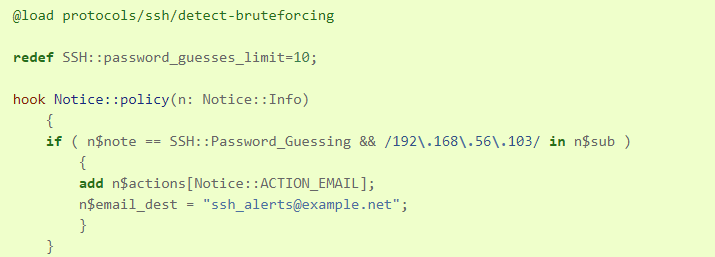 @load protocols/ssh/detect-bruteforcing
redef SSH::password_guesses_limit=10;
hook Notice::policy(n: Notice::Info)
{
if ( n$note == SSH::Password_Guessing && /192\.168\.56\.103/ in n$sub )
{
add n$actions[Notice::ACTION_EMAIL];
n$email_dest = "ssh_alerts@example.net";
}
}